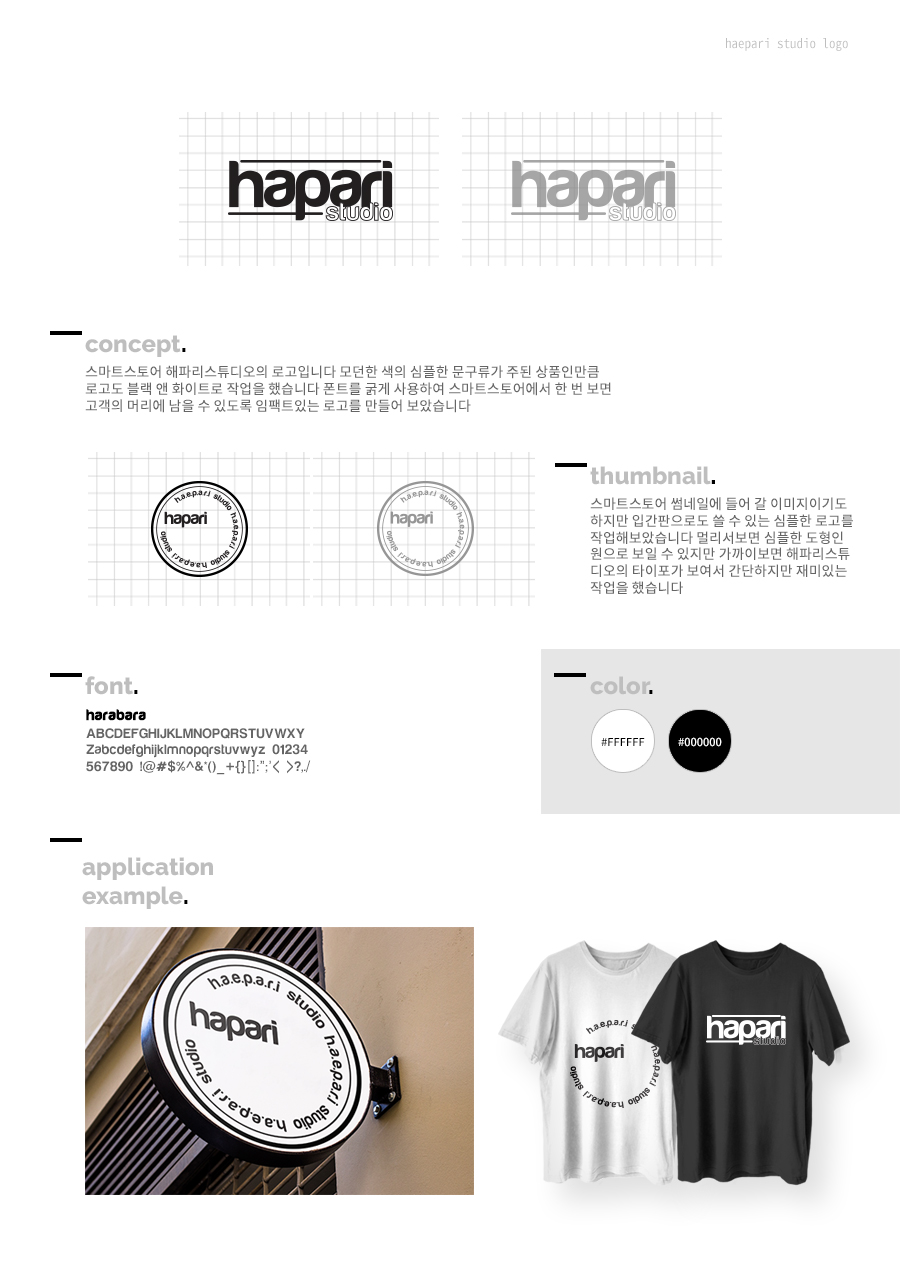 haepari studio logo
hapari
studio
hapari
studio
concept.
스마트스토어 해파리스튜디오의 로고입니다 모던한 색의 심플한 문구류가 주된 상품인만큼
로고도 블랙 앤 화이트로 작업을 했습니다 폰트를 굵게 사용하여 스마트스토어에서 한 번 보면
고객의 머리에 남을 수 있도록 임팩트있는 로고를 만들어 보았습니다
h.a.e.p.a.r.i studio h.a.e.p.a.r.i studio h.a.e.p.a.r.i studio
hapari
h.a.e.p.a.r.i studio h.a.e.p.a.r.i studio h.a.e.p.a.r.i studio
hapari
thumbnail.
스마트스토어 썸네일에 들어 갈 이미지이기도
하지만 입간판으로도 쓸 수 있는 심플한 로고를
작업해보았습니다 멀리서보면 심플한 도형인
원으로 보일 수 있지만 가까이보면 해파리스튜
디오의 타이포가 보여서 간단하지만 재미있는
작업을 했습니다
font.
harabara
ABCDEFGHIJKLMNOPQRSTUVWXY
Zabcdefghijklmnopqrstuvwyz 01234
567890 !@#$%^&*()_+{}[]:";'< >?,./
color.
#FFFFFF
#000000
application
example.
h.a.e.p.a.r.i studio h.a.e.p.a.r.i studio h.a.e.p.a.r.i studio
hapari
h.a.e.p.a.r.i s h.a.e.p.a.r.i studio h.a.e.p.a.r.i studio
hapari
hapari
studio